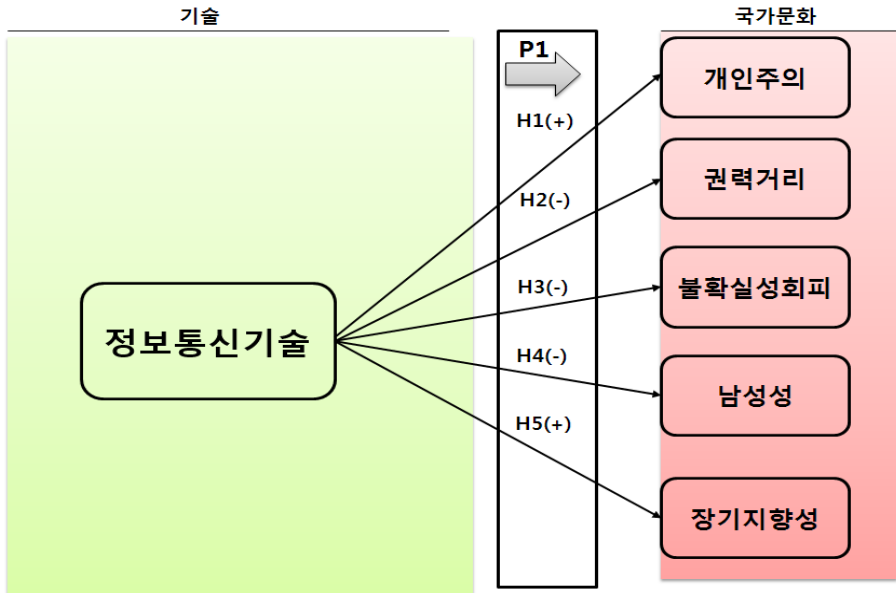 기술
국가문화
P1
개인주의
H1(+)
권력거리
H2(-)
불확실성회피
H3(-)
정보통신기술
H4(-)
남성성
H5(+)
장기지향성